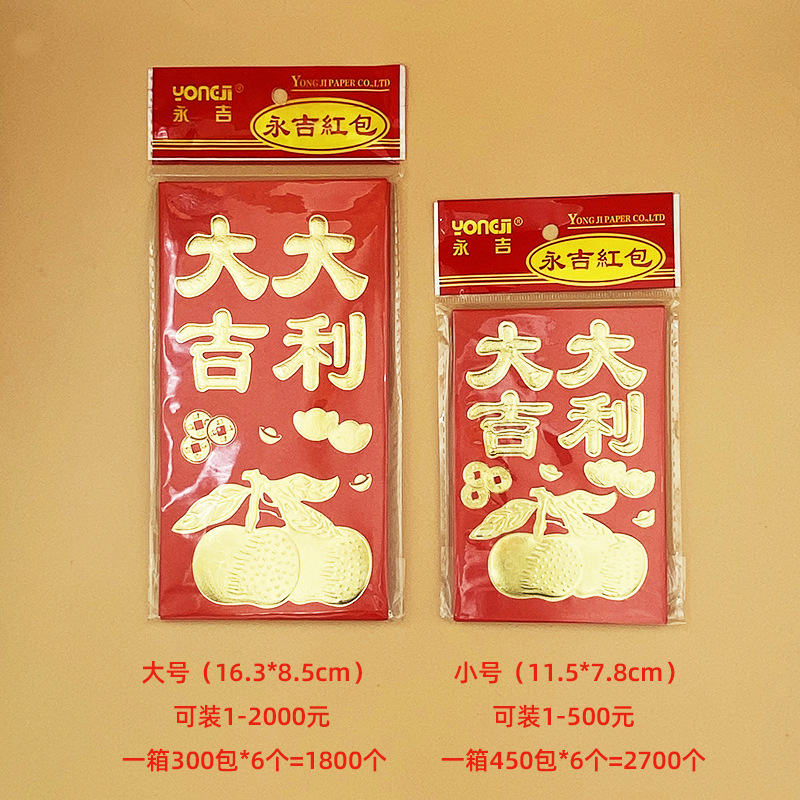 YONGJI®
永吉
YONG JI PAPER CO.,LTD
永吉紅包
大大
吉利
YONGJI®
永吉
YONG JI PAPER CO.,LTD
永吉紅包
大大
吉利
大号（16.3*8.5cm）
可装1-2000元
一箱300包*6个=1800个
小号（11.5*7.8cm）
可装1-500元
一箱450包*6个=2700个